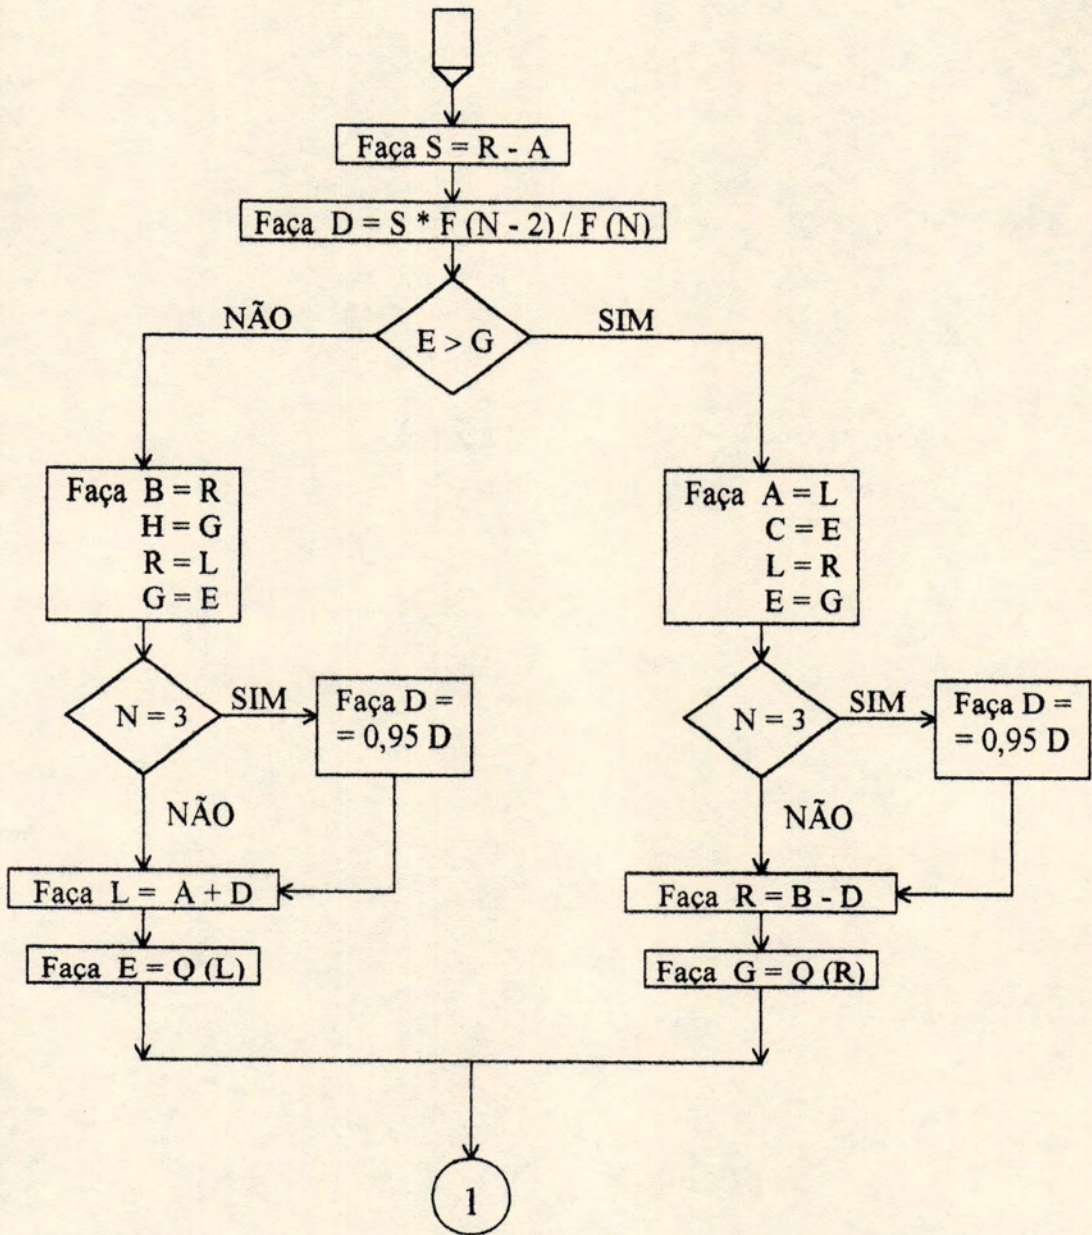 Faça S = R - A
Faça D = S * F (N - 2) / F (N)
NÃO
SIM
E > G
Faça B = R
H = G
R = L
G = E
Faça A = L
C = E
L = R
E = G
N = 3
SIM
Faça D =
= 0,95 D
N = 3
SIM
Faça D =
= 0,95 D
NÃO
NÃO
Faça L = A + D
Faça R = B - D
Faça E = Q (L)
Faça G = Q (R)
1